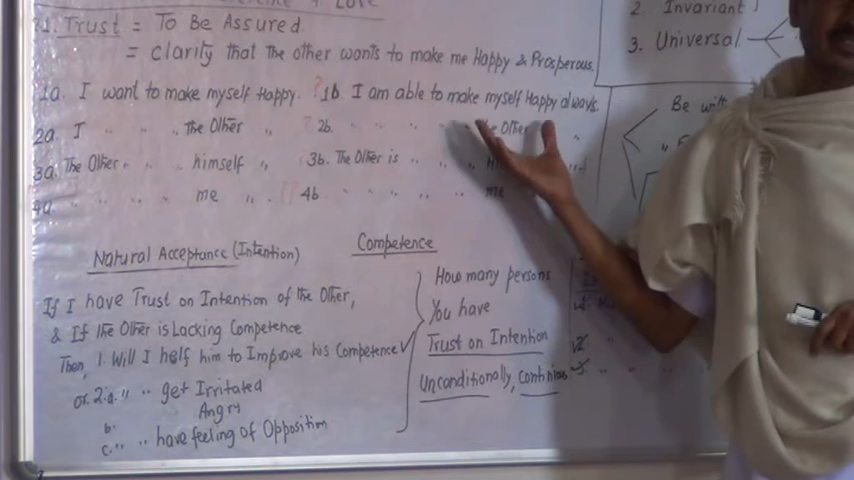 & Love
1. Trust = To Be Assured.
= clarity that the other wants to make me Happy & Prosperous.
1a. I want to make myself Happy. ? 1b I am able to make myself Happy always.
2a. I " " " the Other " 2b. " " " " the Other "
3a. The Other " " himself " 3b. The Other is " " "
4a " " " " me " " 4b " " " " " me
Natural Acceptance (Intention) Competence
If I have Trust on Intention of the Other,
& If the Other is Lacking Competence
Then, 1. Will I help him to Improve his Competence ✓
or 2. a. " " get Irritated
b. Angry
c. " " have feeling of Opposition
How many persons
You have
Trust on Intention
Unconditionally, Continuous
2. Invariant
3. Universal
Be with